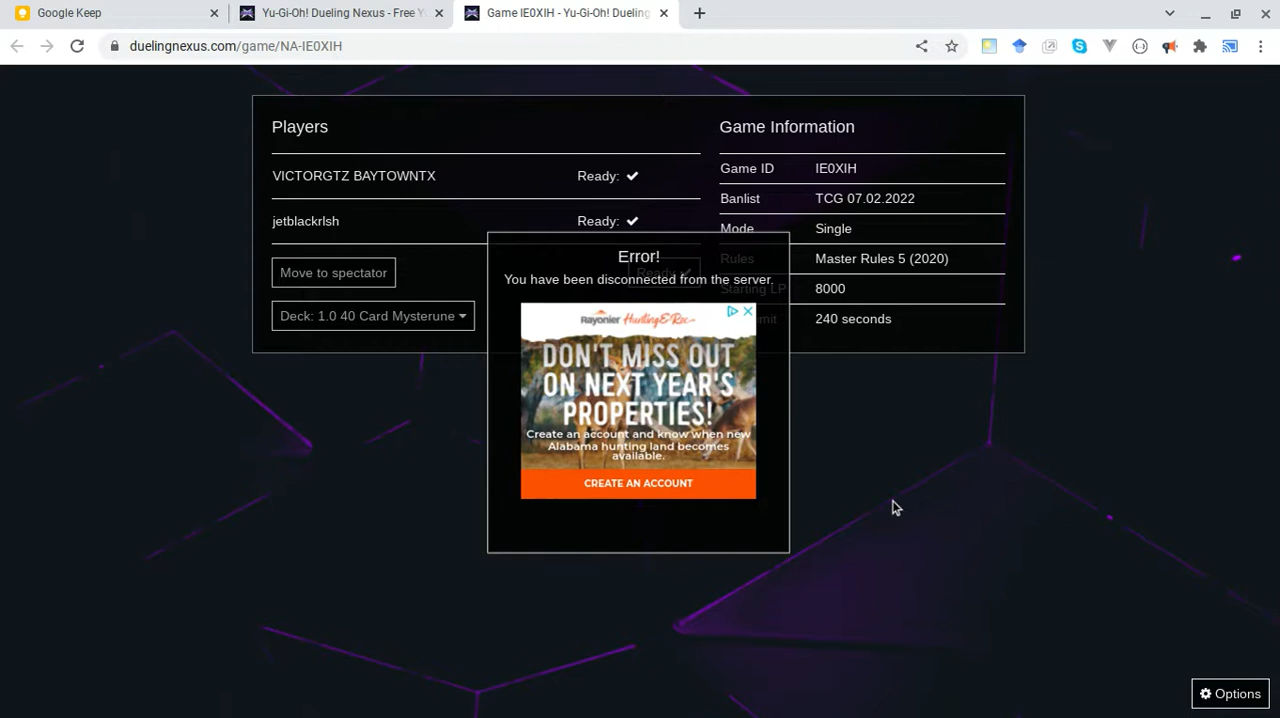 Google Keep
Yu-Gi-Oh! Dueling Nexus - Free Y
Game IE0XIH - Yu-Gi-Oh! Dueling
duelingnexus.com/game/NA-IE0XIH
Players
VICTORGTZ BAYTOWNTX Ready:
jetblackrlsh Ready:
Move to spectator Ready
Deck: 1.0 40 Card Mysterune
Game Information
Game ID IE0XIH
Banlist TCG 07.02.2022
Mode Single
Rules Master Rules 5 (2020)
Starting LP 8000
240 seconds
Error!
You have been disconnected from the server.
Rayonier Hunting & Rec
DON'T MISS OUT
ON NEXT YEAR'S
PROPERTIES!
Create an account and know when new
Alabama hunting land becomes
available.
CREATE AN ACCOUNT
Options